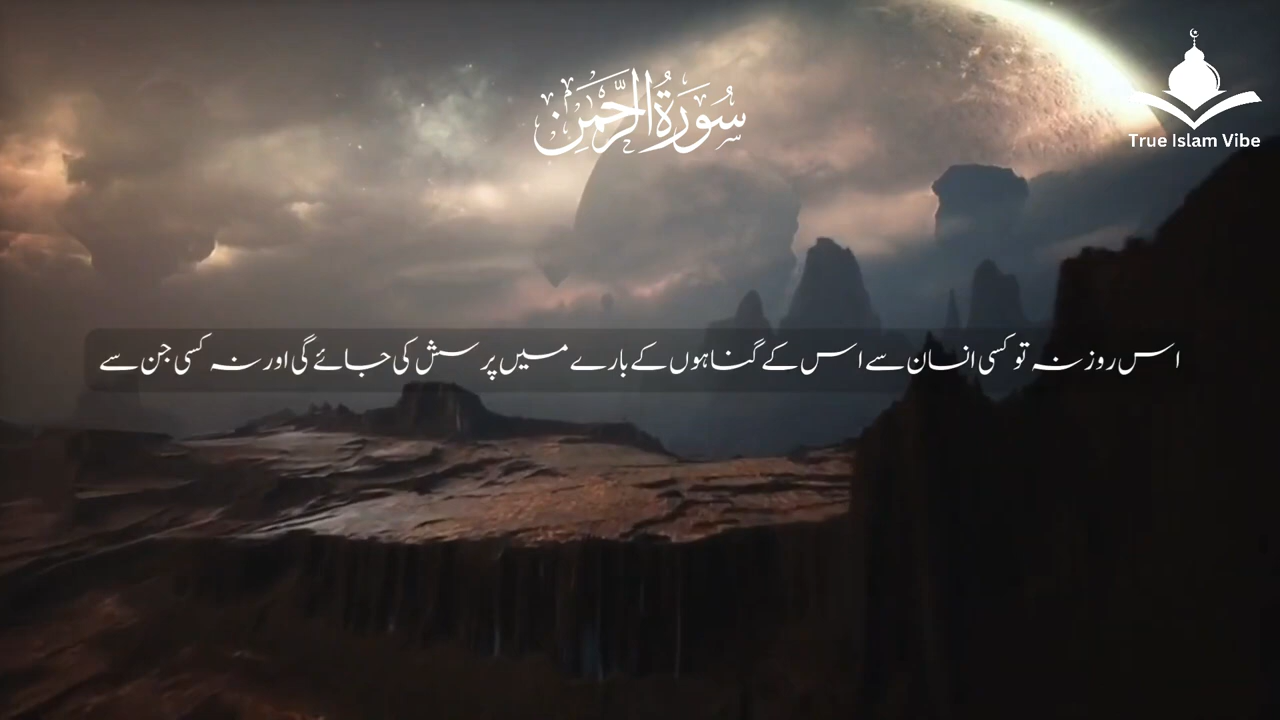 سُورَةُ الرَّحْمَٰن
True Islam Vibe
اس روز نہ تو کسی انسان سے اس کے گناہوں کے بارے میں پرسش کی جائے گی اور نہ کسی جن سے